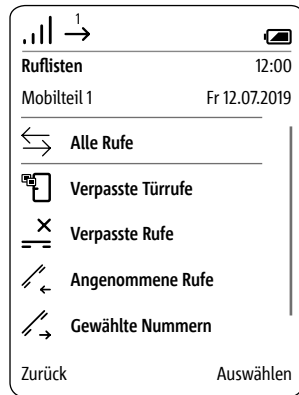 1
Ruflisten 12:00
Mobilteil 1 Fr 12.07.2019
Alle Rufe
Verpasste Türrufe
Verpasste Rufe
Angenommene Rufe
Gewählte Nummern
Zurück Auswählen